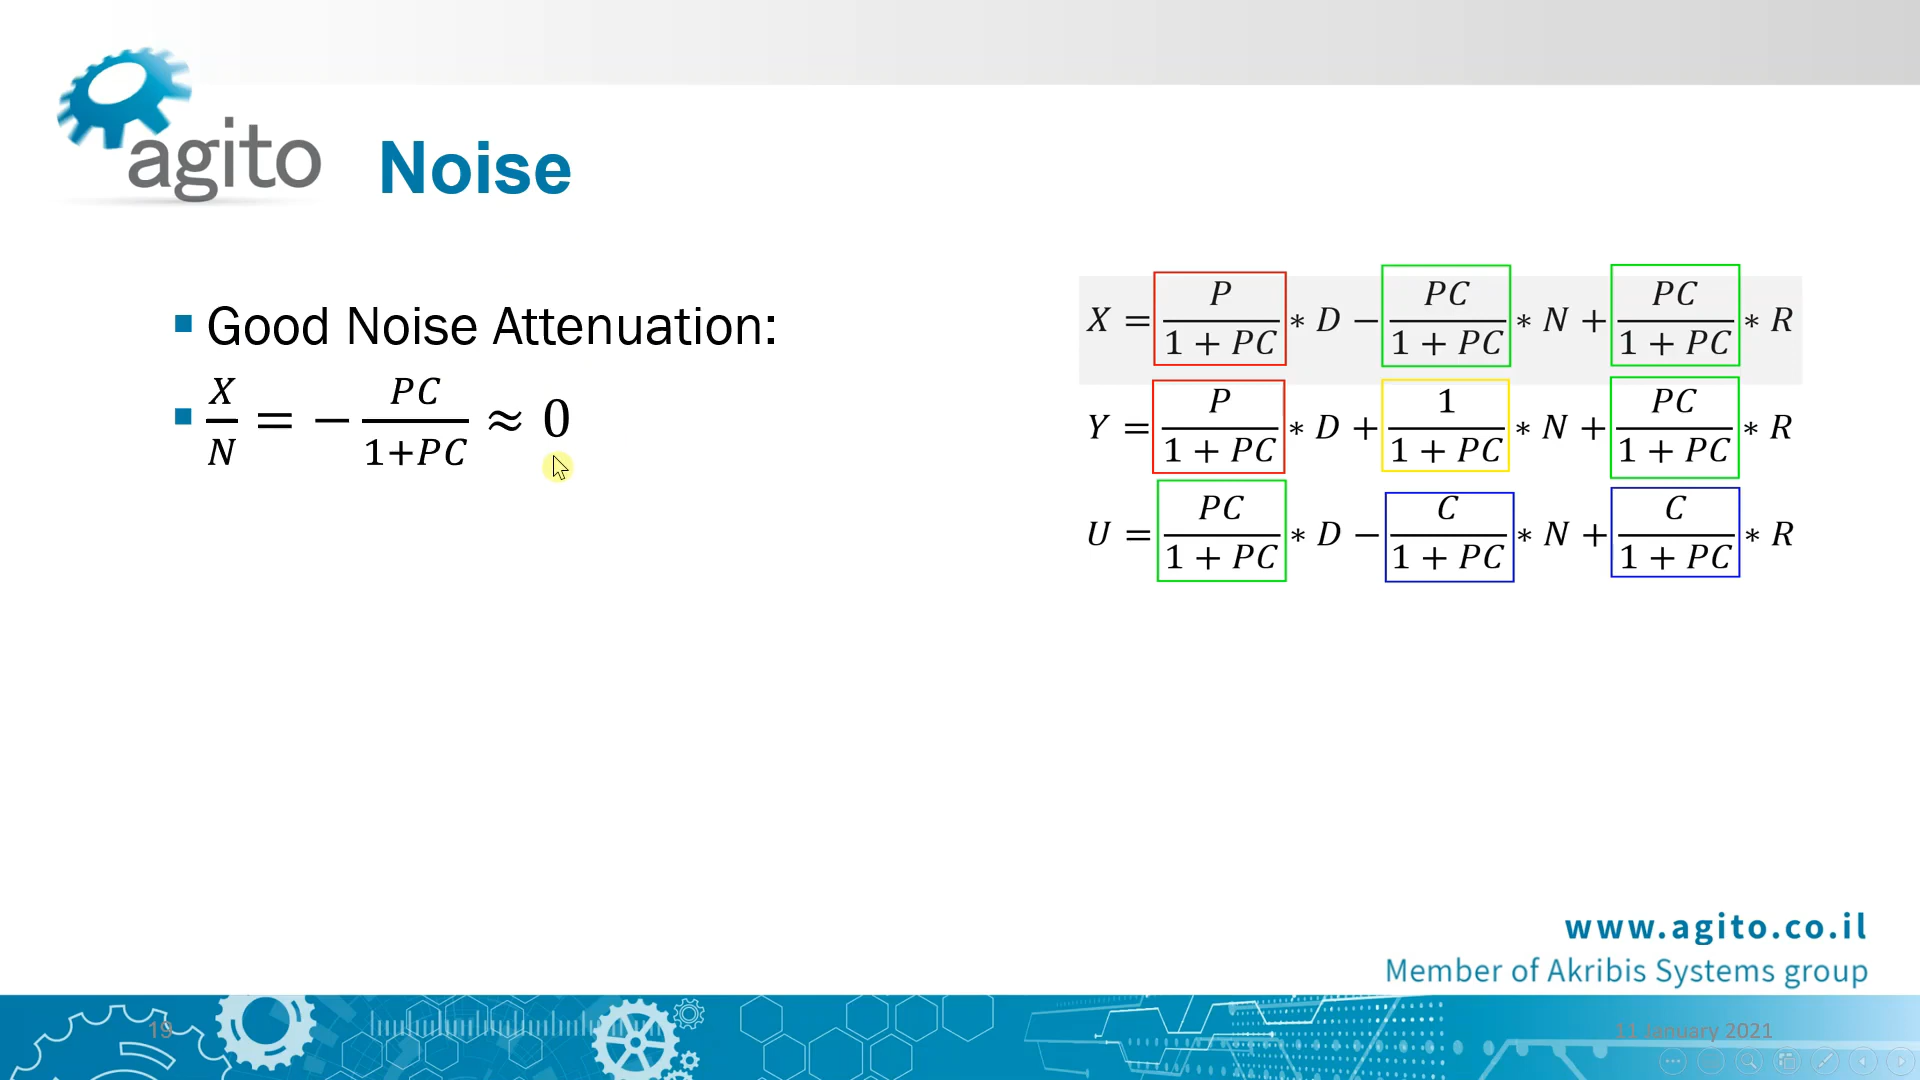 agito
Noise
Good Noise Attenuation:
X/N = − PC/(1+PC) ≈ 0
X = P/(1 + PC) * D − PC/(1 + PC) * N + PC/(1 + PC) * R
Y = P/(1 + PC) * D + 1/(1 + PC) * N + PC/(1 + PC) * R
U = PC/(1 + PC) * D − C/(1 + PC) * N + C/(1 + PC) * R
www.agito.co.il
Member of Akribis Systems group
19
11 January 2021